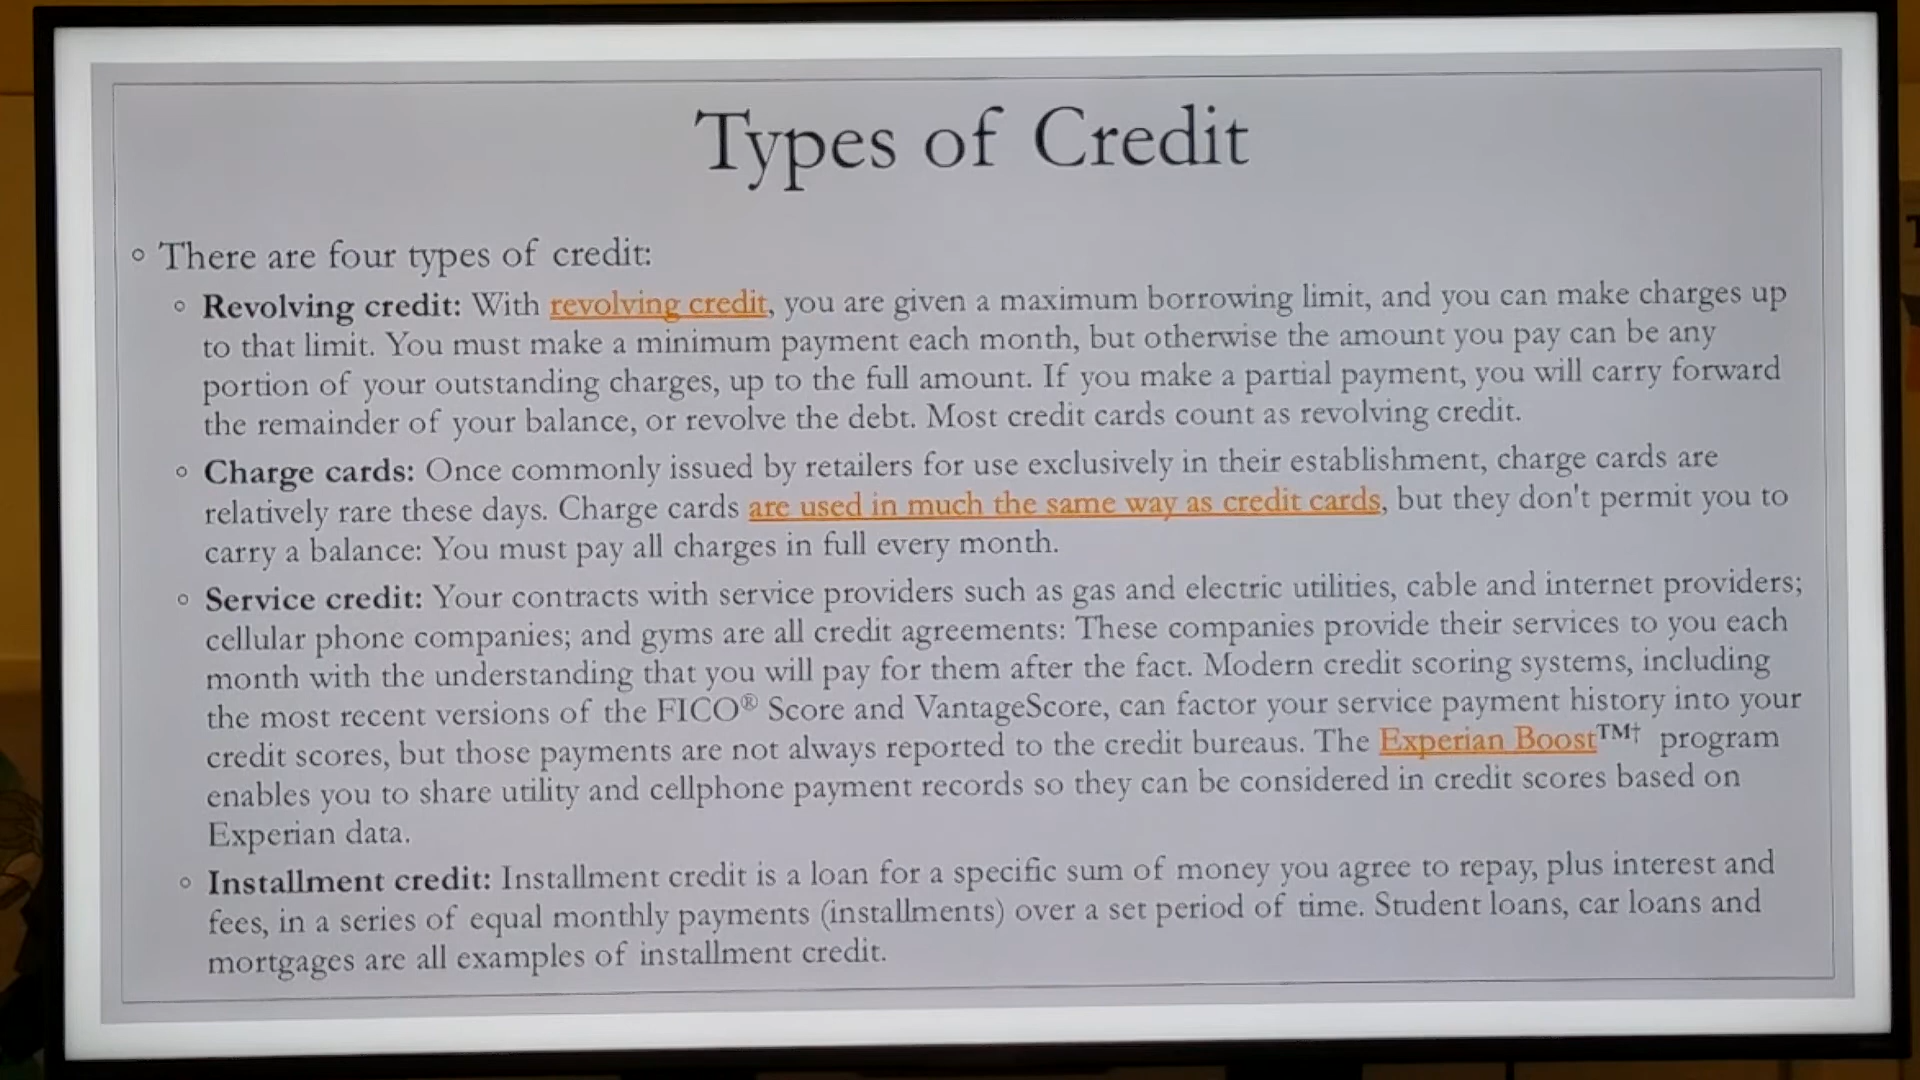 Types of Credit
◦ There are four types of credit:
◦ Revolving credit: With revolving credit, you are given a maximum borrowing limit, and you can make charges up
to that limit. You must make a minimum payment each month, but otherwise the amount you pay can be any
portion of your outstanding charges, up to the full amount. If you make a partial payment, you will carry forward
the remainder of your balance, or revolve the debt. Most credit cards count as revolving credit.
◦ Charge cards: Once commonly issued by retailers for use exclusively in their establishment, charge cards are
relatively rare these days. Charge cards are used in much the same way as credit cards, but they don't permit you to
carry a balance: You must pay all charges in full every month.
◦ Service credit: Your contracts with service providers such as gas and electric utilities, cable and internet providers;
cellular phone companies; and gyms are all credit agreements: These companies provide their services to you each
month with the understanding that you will pay for them after the fact. Modern credit scoring systems, including
the most recent versions of the FICO® Score and VantageScore, can factor your service payment history into your
credit scores, but those payments are not always reported to the credit bureaus. The Experian Boost™† program
enables you to share utility and cellphone payment records so they can be considered in credit scores based on
Experian data.
◦ Installment credit: Installment credit is a loan for a specific sum of money you agree to repay, plus interest and
fees, in a series of equal monthly payments (installments) over a set period of time. Student loans, car loans and
mortgages are all examples of installment credit.